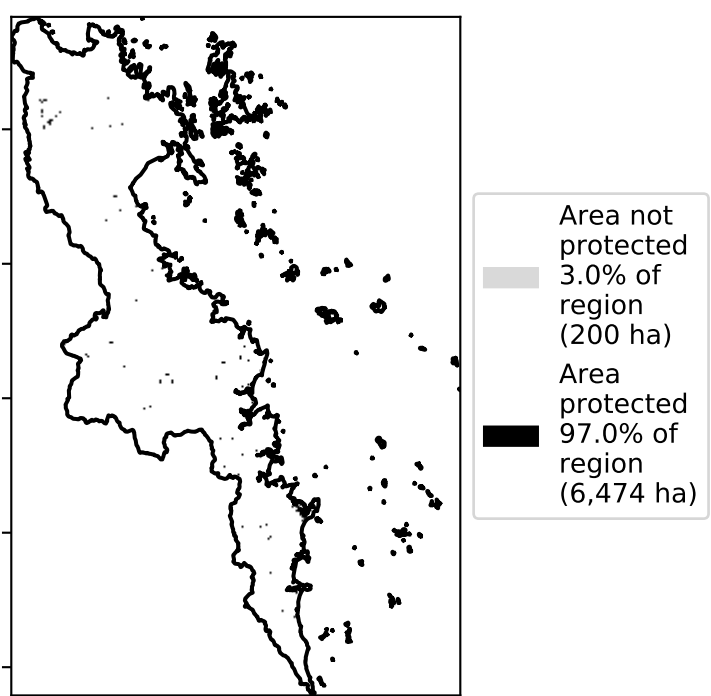 Area not
protected
3.0% of
region
(200 ha)
Area
protected
97.0% of
region
(6,474 ha)